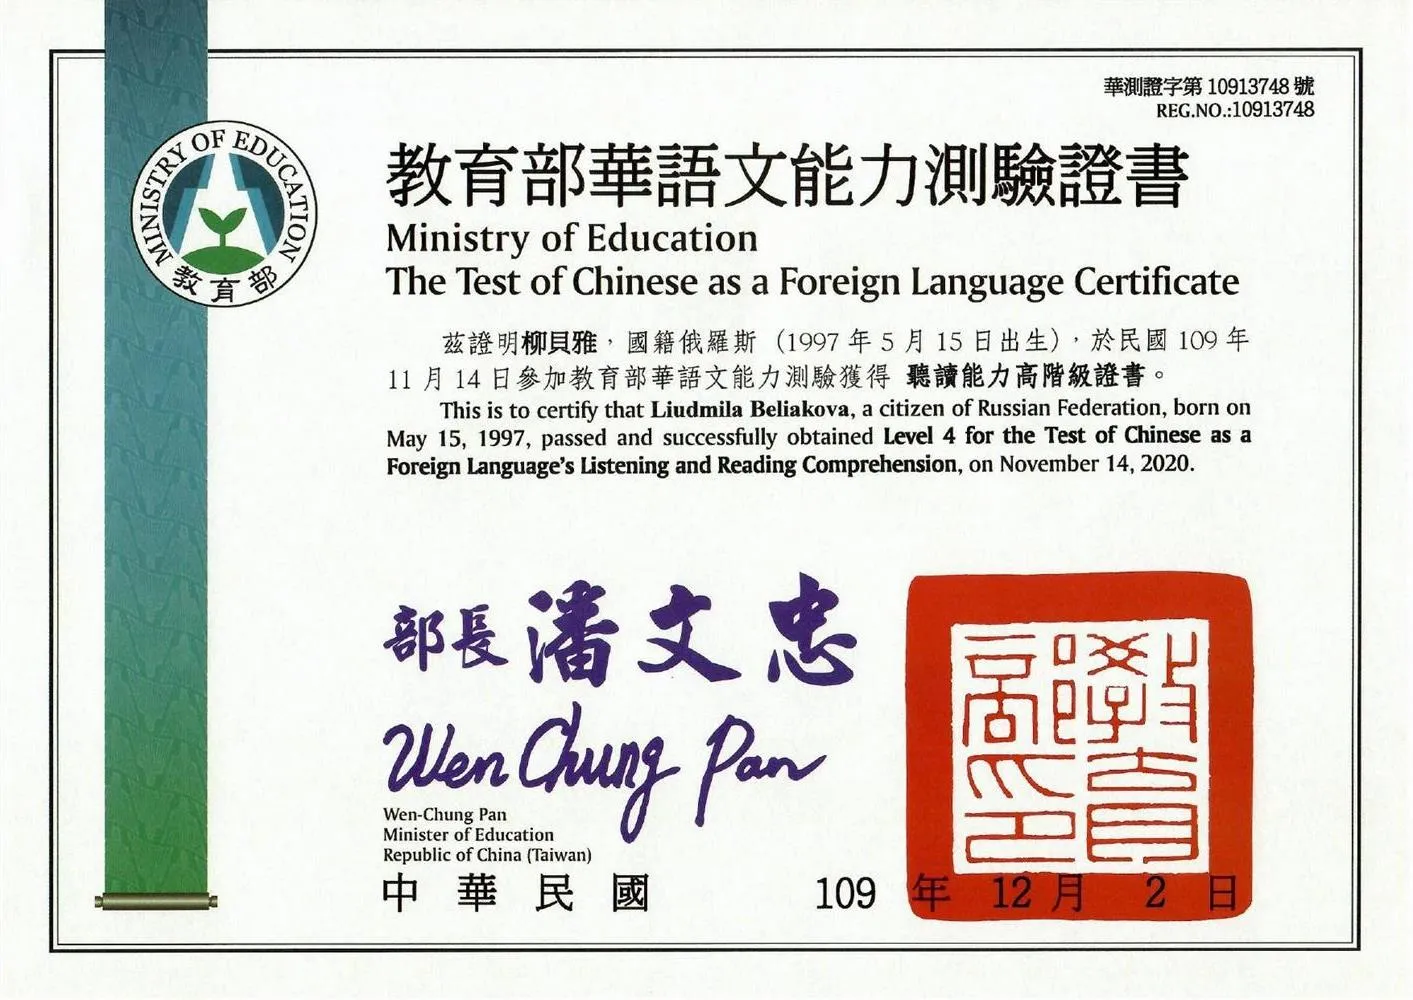 華測證字第 10913748 號
REG.NO.:10913748
MINISTRY OF EDUCATION
教育部
教育部華語文能力測驗證書
Ministry of Education
The Test of Chinese as a Foreign Language Certificate
茲證明柳貝雅，國籍俄羅斯（1997 年 5 月 15 日出生），於民國 109 年
11 月 14 日參加教育部華語文能力測驗獲得 聽讀能力高階級證書。
This is to certify that Liudmila Beliakova, a citizen of Russian Federation, born on
May 15, 1997, passed and successfully obtained Level 4 for the Test of Chinese as a
Foreign Language's Listening and Reading Comprehension, on November 14, 2020.
部長 潘文忠
Wen Chung Pan
Wen-Chung Pan
Minister of Education
Republic of China (Taiwan)
教育部印
中華民國 109 年 12 月 2 日